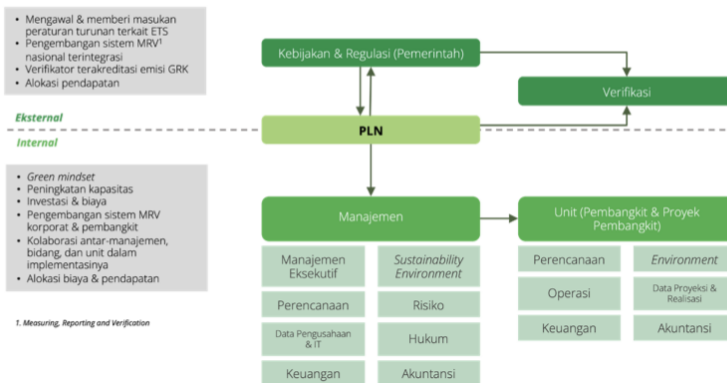 • Mengawal & memberi masukan
peraturan turunan terkait ETS
• Pengembangan sistem MRV¹
nasional terintegrasi
• Verifikator terakreditasi emisi GRK
• Alokasi pendapatan
Kebijakan & Regulasi (Pemerintah)
Verifikasi
Eksternal
PLN
Internal
• Green mindset
• Peningkatan kapasitas
• Investasi & biaya
• Pengembangan sistem MRV
korporat & pembangkit
• Kolaborasi antar-manajemen,
bidang, dan unit dalam
implementasinya
• Alokasi biaya & pendapatan
1. Measuring, Reporting and Verification
Manajemen
Manajemen
Eksekutif
Sustainability
Environment
Perencanaan
Risiko
Data Pengusahaan
& IT
Hukum
Keuangan
Akuntansi
Unit (Pembangkit & Proyek
Pembangkit)
Perencanaan
Environment
Operasi
Data Proyeksi &
Realisasi
Keuangan
Akuntansi